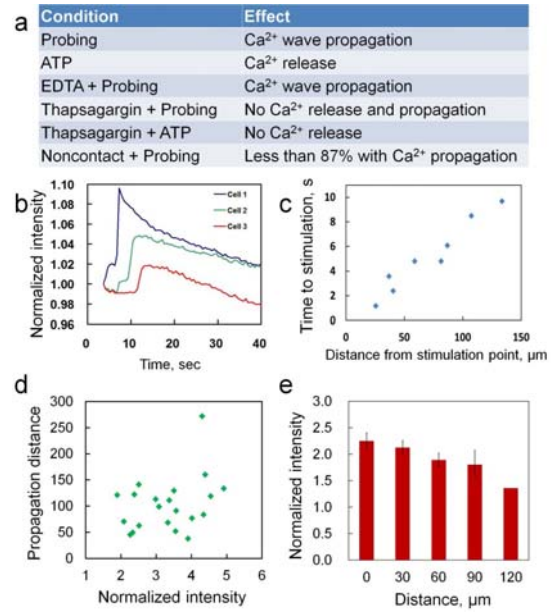 a
Condition Effect
Probing Ca²⁺ wave propagation
ATP Ca²⁺ release
EDTA + Probing Ca²⁺ wave propagation
Thapsagargin + Probing No Ca²⁺ release and propagation
Thapsagargin + ATP No Ca²⁺ release
Noncontact + Probing Less than 87% with Ca²⁺ propagation
b
Normalized intensity
1.10
1.08
1.06
1.04
1.02
1.00
0.98
0.96
Cell 1
Cell 2
Cell 3
0 10 20 30 40
Time, sec
c
Time to stimulation, s
10
8
6
4
2
0
0 50 100 150
Distance from stimulation point, µm
d
Propagation distance
300
250
200
150
100
50
0
1 2 3 4 5 6
Normalized intensity
e
Normalized intensity
2.5
2.0
1.5
1.0
0.5
0.0
0 30 60 90 120
Distance, µm